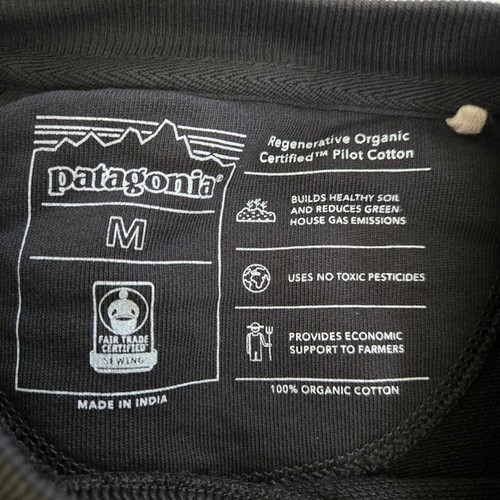 patagonia®
M
FAIR TRADE
CERTIFIED™
SEWING
MADE IN INDIA
Regenerative Organic
Certified™ Pilot Cotton
BUILDS HEALTHY SOIL
AND REDUCES GREEN-
HOUSE GAS EMISSIONS
USES NO TOXIC PESTICIDES
PROVIDES ECONOMIC
SUPPORT TO FARMERS
100% ORGANIC COTTON